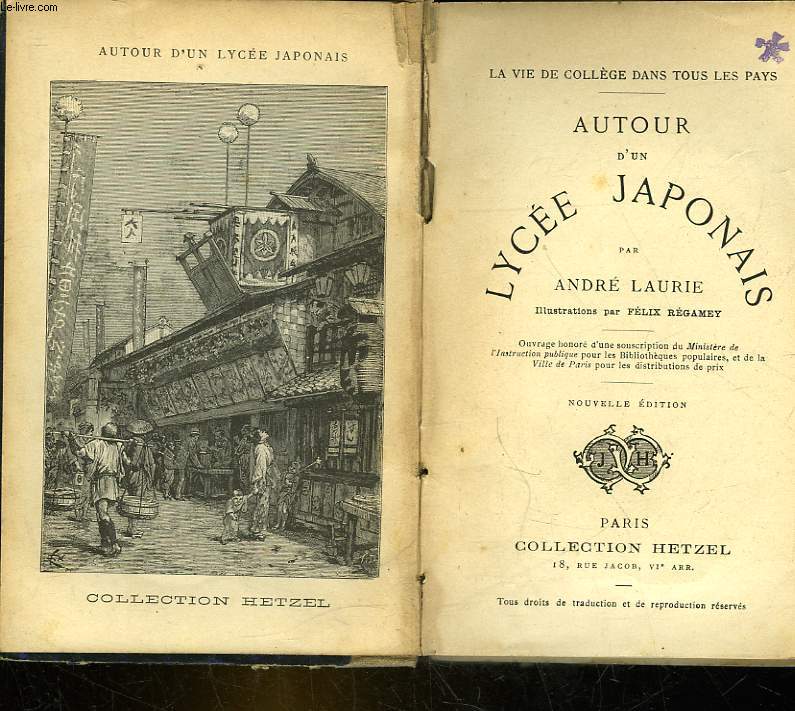 le-livre.com
AUTOUR D'UN LYCÉE JAPONAIS
COLLECTION HETZEL
LA VIE DE COLLÈGE DANS TOUS LES PAYS
AUTOUR
D'UN
LYCÉE JAPONAIS
PAR
ANDRÉ LAURIE
Illustrations par FÉLIX RÉGAMEY
Ouvrage honoré d'une souscription du Ministère de
l'Instruction publique pour les Bibliothèques populaires, et de la
Ville de Paris pour les distributions de prix
NOUVELLE ÉDITION
J H
PARIS
COLLECTION HETZEL
18, RUE JACOB, VIe ARR.
Tous droits de traduction et de reproduction réservés